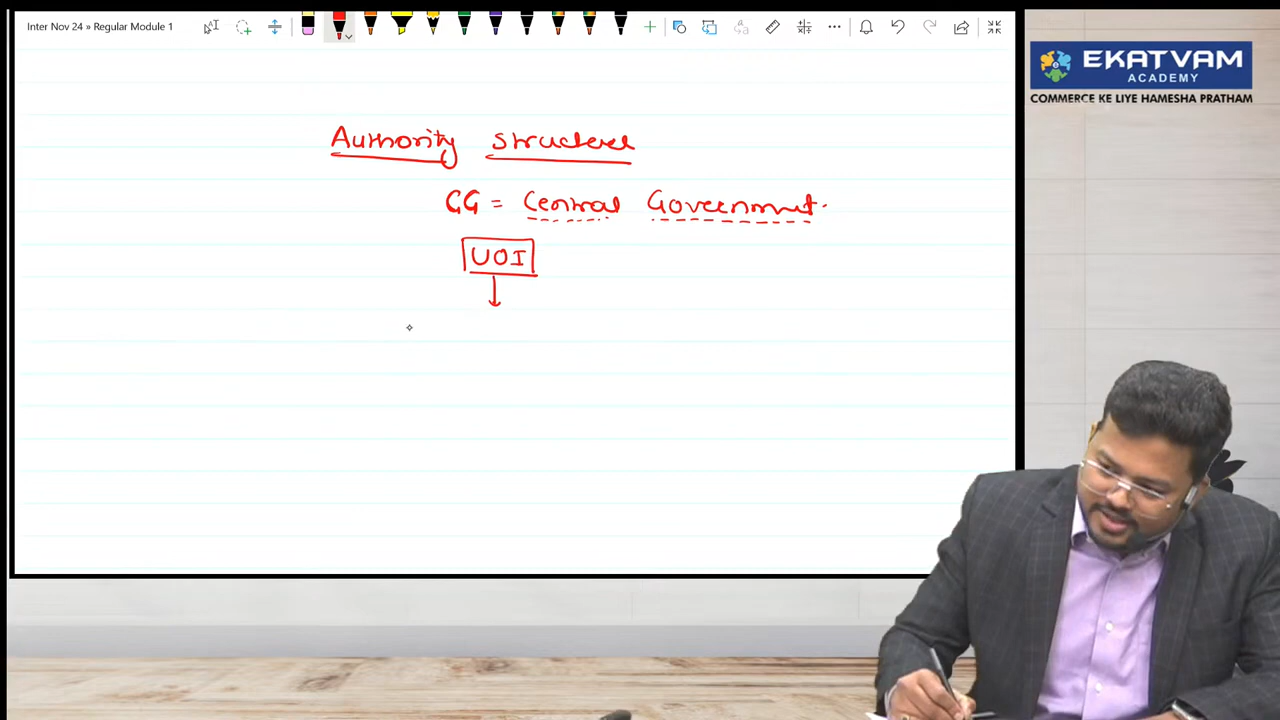 Inter Nov 24 » Regular Module 1
EKATVAM
ACADEMY
COMMERCE KE LIYE HAMESHA PRATHAM
Authority Structure
CG = Central Government.
UOI